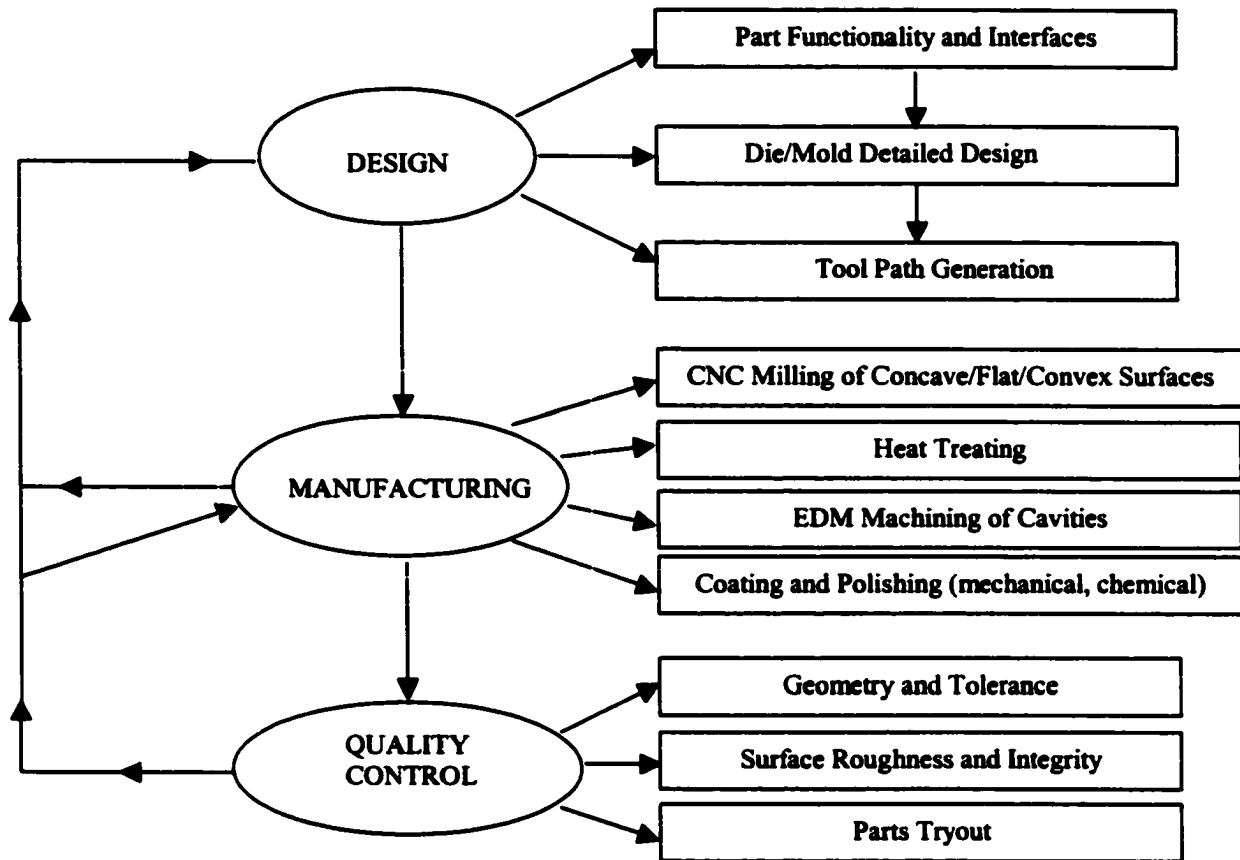 Part Functionality and Interfaces
DESIGN
Die/Mold Detailed Design
Tool Path Generation
CNC Milling of Concave/Flat/Convex Surfaces
Heat Treating
MANUFACTURING
EDM Machining of Cavities
Coating and Polishing (mechanical, chemical)
Geometry and Tolerance
QUALITY
CONTROL
Surface Roughness and Integrity
Parts Tryout